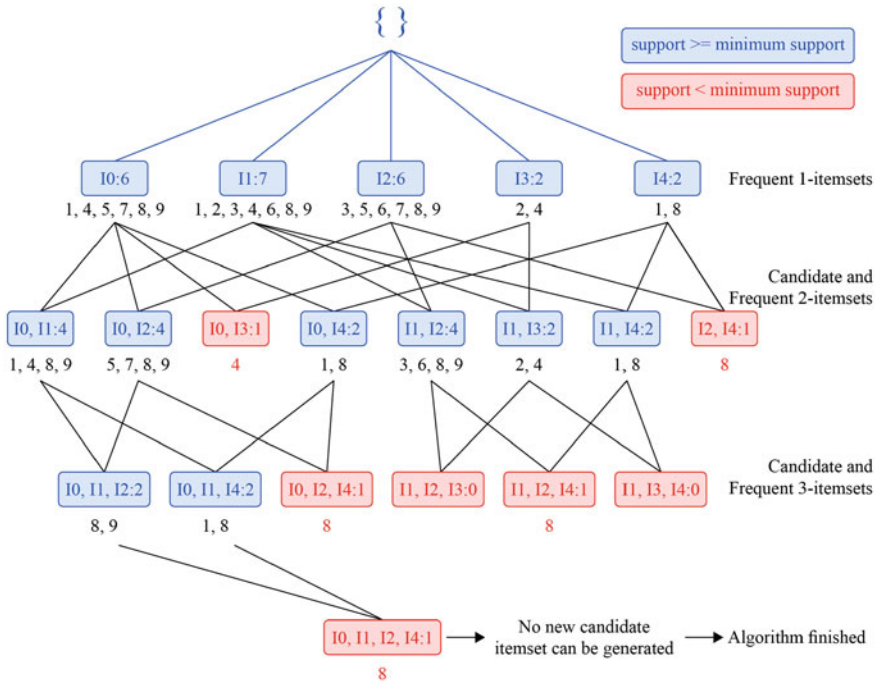 { }
support >= minimum support
support < minimum support
I0:6 I1:7 I2:6 I3:2 I4:2 Frequent 1-itemsets
1, 4, 5, 7, 8, 9 1, 2, 3, 4, 6, 8, 9 3, 5, 6, 7, 8, 9 2, 4 1, 8
Candidate and
Frequent 2-itemsets
I0, I1:4 I0, I2:4 I0, I3:1 I0, I4:2 I1, I2:4 I1, I3:2 I1, I4:2 I2, I4:1
1, 4, 8, 9 5, 7, 8, 9 4 1, 8 3, 6, 8, 9 2, 4 1, 8 8
Candidate and
Frequent 3-itemsets
I0, I1, I2:2 I0, I1, I4:2 I0, I2, I4:1 I1, I2, I3:0 I1, I2, I4:1 I1, I3, I4:0
8, 9 1, 8 8 8
I0, I1, I2, I4:1
8
No new candidate
itemset can be generated
Algorithm finished